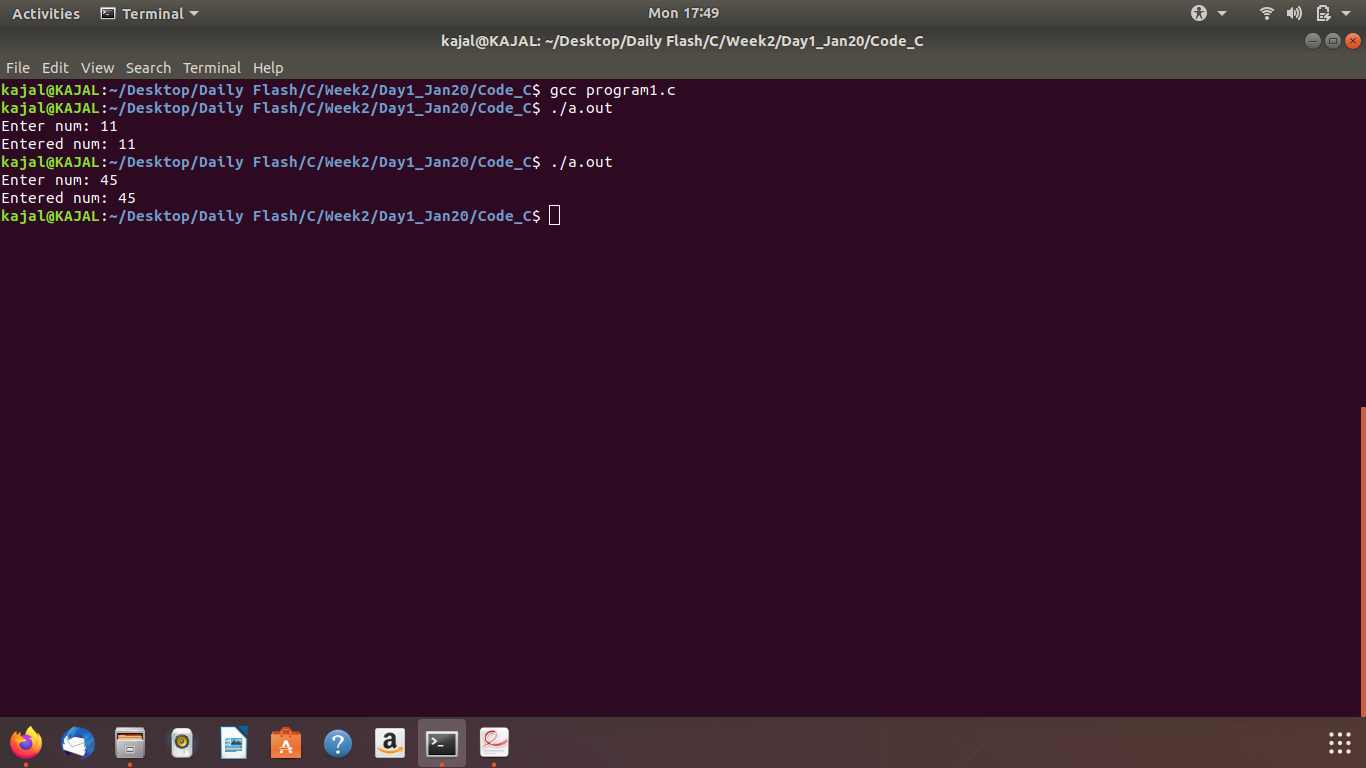 Activities Terminal Mon 17:49
kajal@KAJAL: ~/Desktop/Daily Flash/C/Week2/Day1_Jan20/Code_C
File Edit View Search Terminal Help
kajal@KAJAL:~/Desktop/Daily Flash/C/Week2/Day1_Jan20/Code_C$ gcc program1.c
kajal@KAJAL:~/Desktop/Daily Flash/C/Week2/Day1_Jan20/Code_C$ ./a.out
Enter num: 11
Entered num: 11
kajal@KAJAL:~/Desktop/Daily Flash/C/Week2/Day1_Jan20/Code_C$ ./a.out
Enter num: 45
Entered num: 45
kajal@KAJAL:~/Desktop/Daily Flash/C/Week2/Day1_Jan20/Code_C$